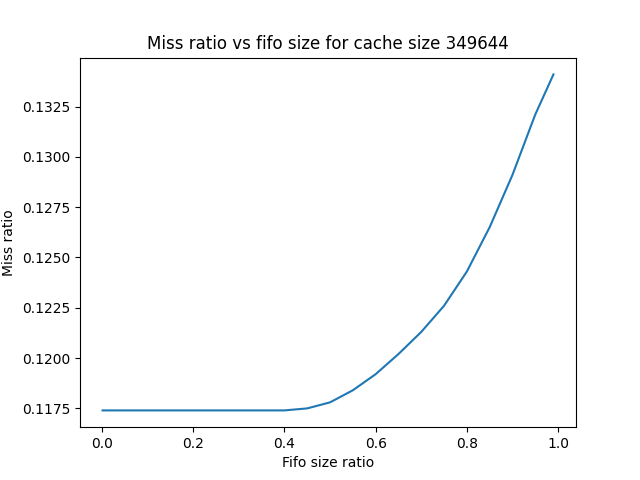 Miss ratio vs fifo size for cache size 349644
Miss ratio
0.1325
0.1300
0.1275
0.1250
0.1225
0.1200
0.1175
0.0 0.2 0.4 0.6 0.8 1.0
Fifo size ratio